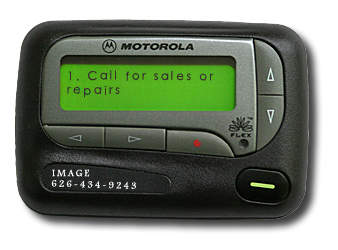 MOTOROLA
1. Call for sales or
repairs
FLEX
IMAGE
626-434-9243